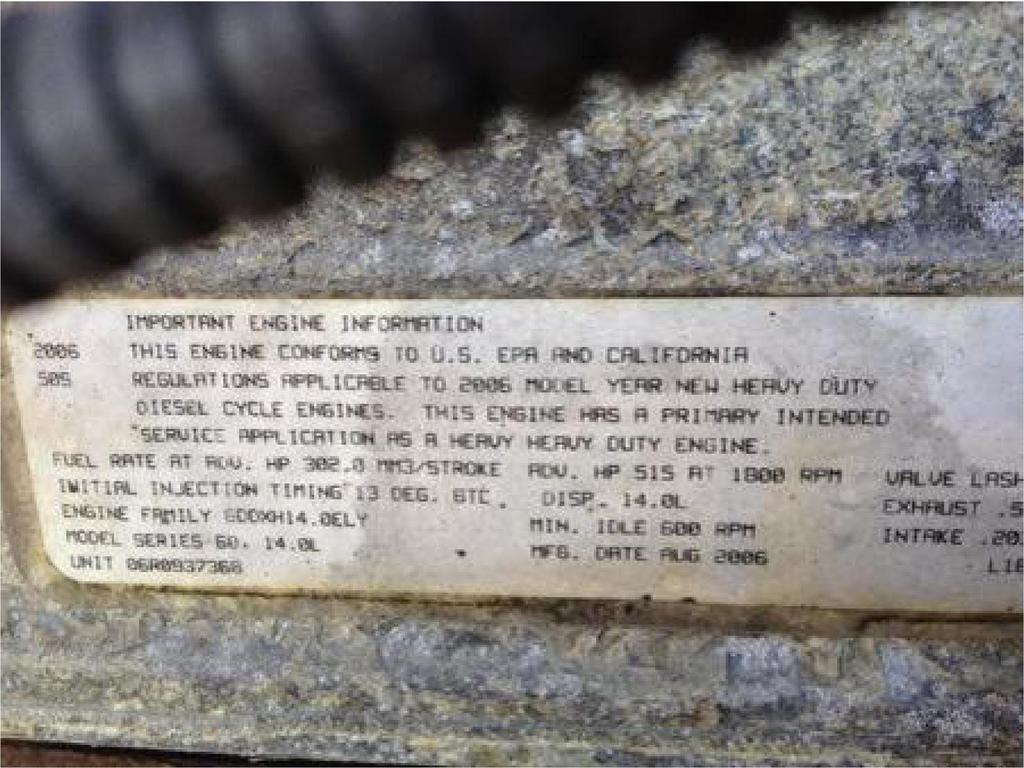 IMPORTANT ENGINE INFORMATION
2006 THIS ENGINE CONFORMS TO U.S. EPA AND CALIFORNIA
505 REGULATIONS APPLICABLE TO 2006 MODEL YEAR NEW HEAVY DUTY
DIESEL CYCLE ENGINES. THIS ENGINE HAS A PRIMARY INTENDED
SERVICE APPLICATION AS A HEAVY HEAVY DUTY ENGINE.
FUEL RATE AT ADV. HP 302.0 MM3/STROKE ADV. HP 515 AT 1800 RPM VALVE LASH
INITIAL INJECTION TIMING 13 DEG. BTC. DISP. 14.0L EXHAUST .5
ENGINE FAMILY 6DDXH14.0ELY MIN. IDLE 600 RPM INTAKE .20
MODEL SERIES 60. 14.0L MFG. DATE AUG 2006
UNIT 06R0937368